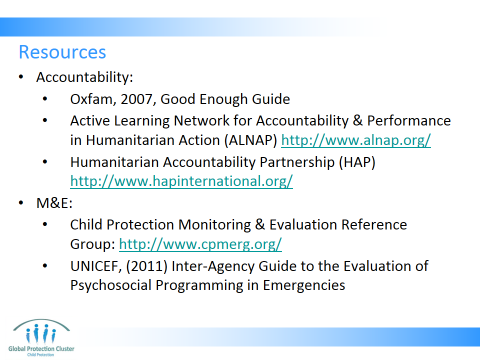 Resources
• Accountability:
• Oxfam, 2007, Good Enough Guide
• Active Learning Network for Accountability & Performance
in Humanitarian Action (ALNAP) http://www.alnap.org/
• Humanitarian Accountability Partnership (HAP)
http://www.hapinternational.org/
• M&E:
• Child Protection Monitoring & Evaluation Reference
Group: http://www.cpmerg.org/
• UNICEF, (2011) Inter-Agency Guide to the Evaluation of
Psychosocial Programming in Emergencies
Global Protection Cluster
Child Protection